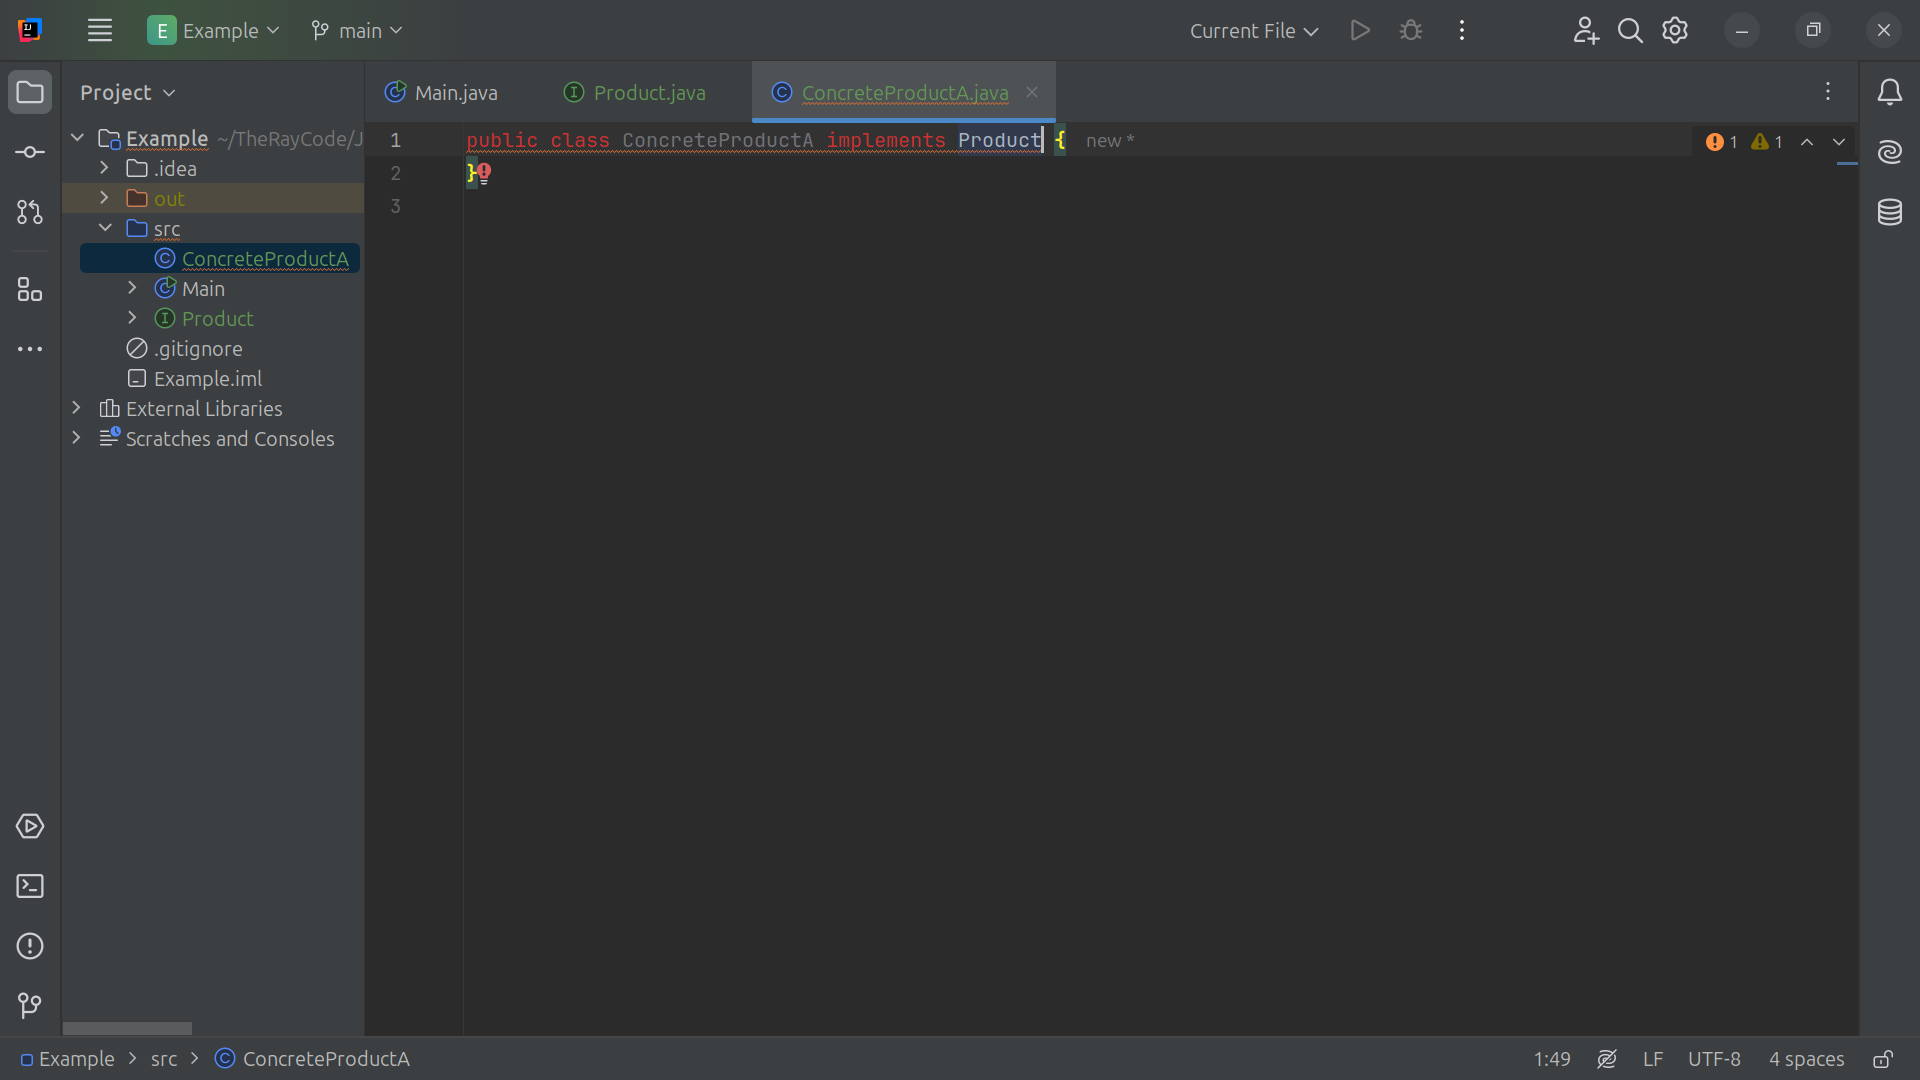 E Example main Current File
Project
Main.java Product.java ConcreteProductA.java
Example ~/TheRayCode/J
.idea
out
src
ConcreteProductA
Main
Product
.gitignore
Example.iml
External Libraries
Scratches and Consoles
1 public class ConcreteProductA implements Product { new *
1 1
2 }
3
Example src ConcreteProductA 1:49 LF UTF-8 4 spaces